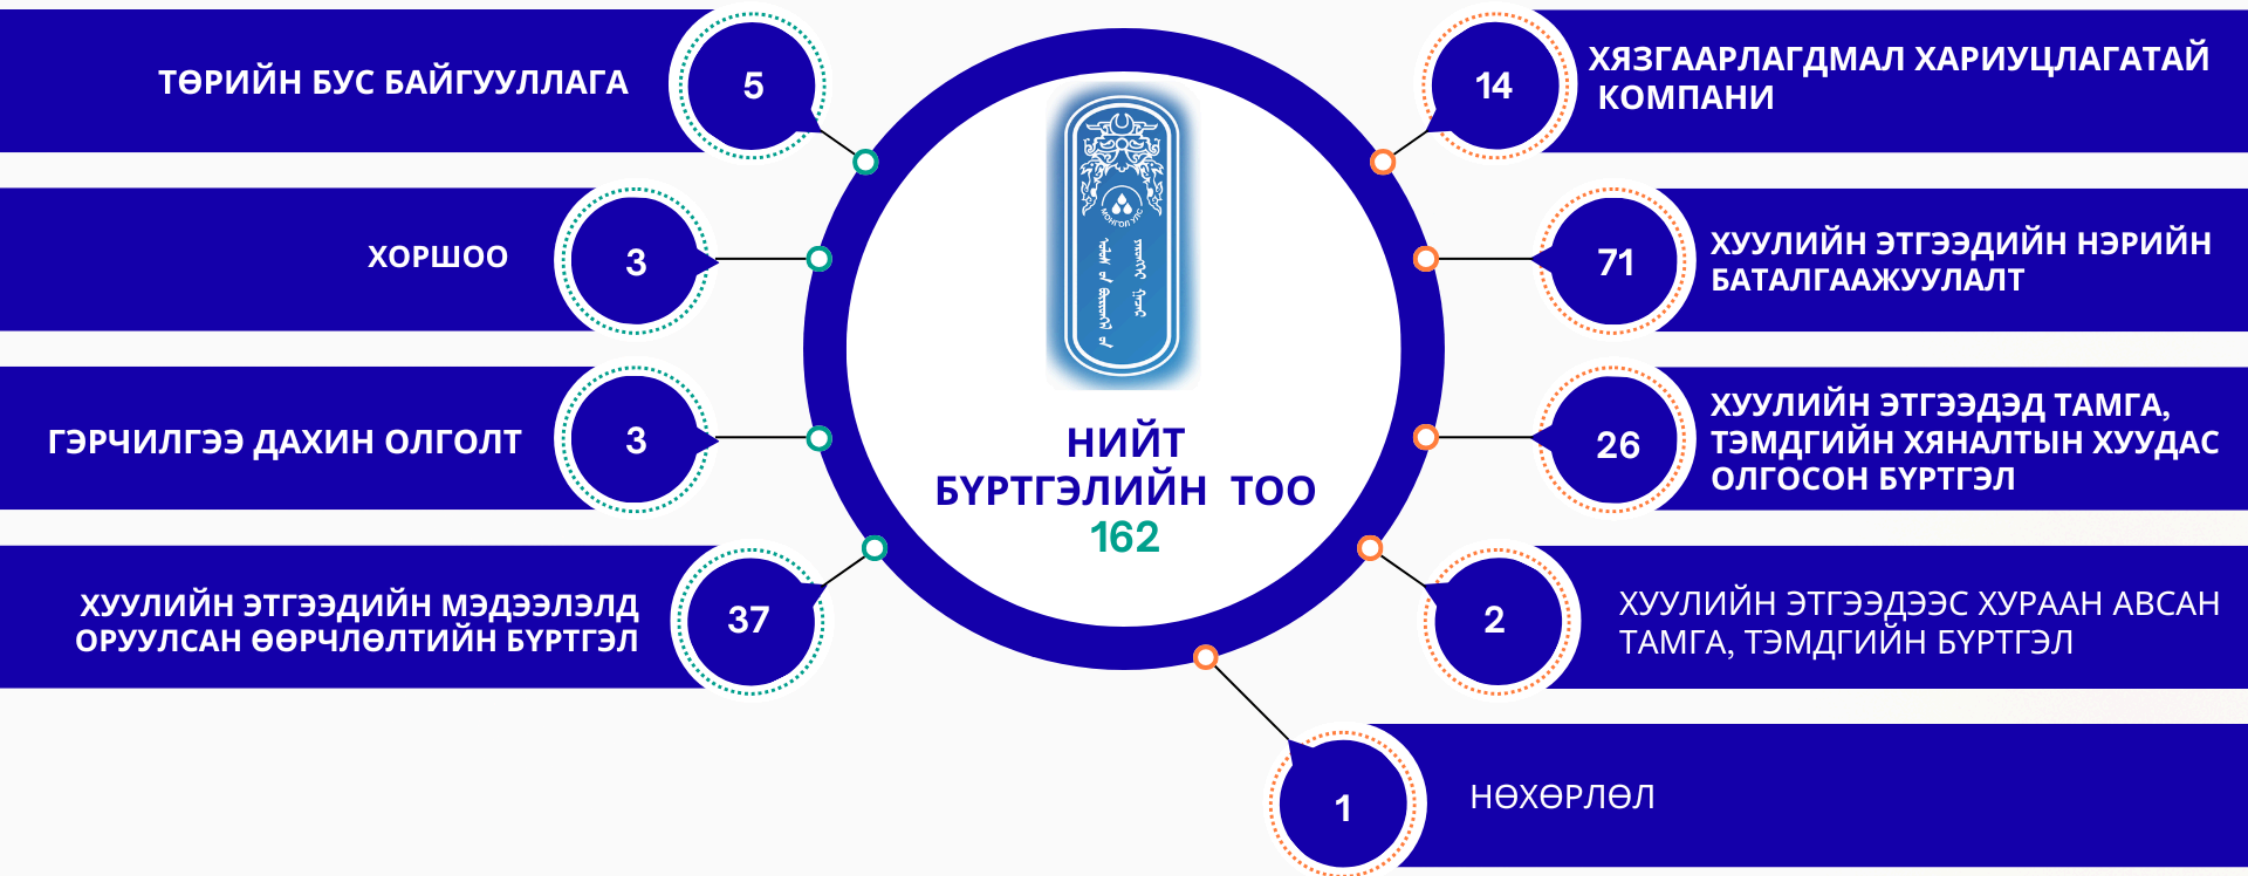 ТӨРИЙН БУС БАЙГУУЛЛАГА
5
ХОРШОО
3
ГЭРЧИЛГЭЭ ДАХИН ОЛГОЛТ
3
ХУУЛИЙН ЭТГЭЭДИЙН МЭДЭЭЛЭЛД
ОРУУЛСАН ӨӨРЧЛӨЛТИЙН БҮРТГЭЛ
37
МОНГОЛ УЛС
НИЙТ
БҮРТГЭЛИЙН ТОО
162
14
ХЯЗГААРЛАГДМАЛ ХАРИУЦЛАГАТАЙ
КОМПАНИ
71
ХУУЛИЙН ЭТГЭЭДИЙН НЭРИЙН
БАТАЛГААЖУУЛАЛТ
26
ХУУЛИЙН ЭТГЭЭДЭД ТАМГА,
ТЭМДГИЙН ХЯНАЛТЫН ХУУДАС
ОЛГОСОН БҮРТГЭЛ
2
ХУУЛИЙН ЭТГЭЭДЭЭС ХУРААН АВСАН
ТАМГА, ТЭМДГИЙН БҮРТГЭЛ
1
НӨХӨРЛӨЛ